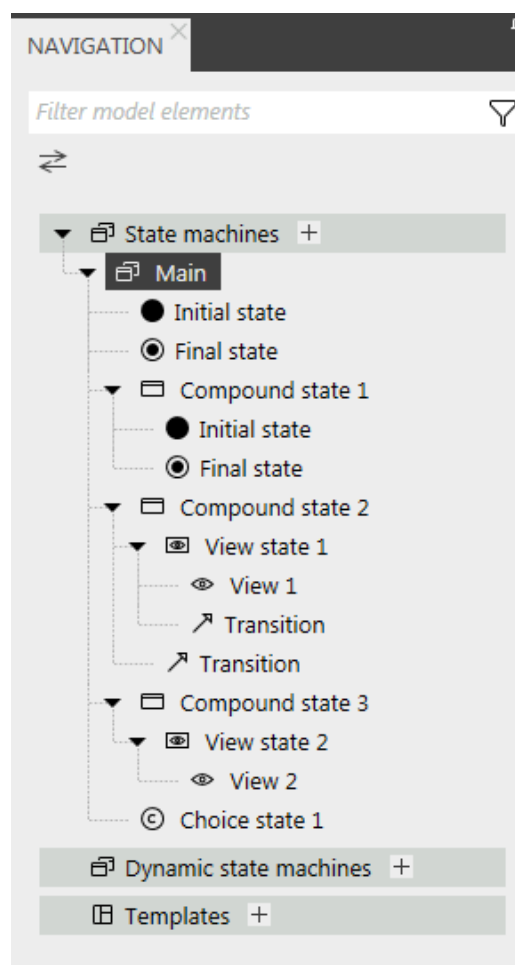 NAVIGATION
Filter model elements
State machines
Main
Initial state
Final state
Compound state 1
Initial state
Final state
Compound state 2
View state 1
View 1
Transition
Transition
Compound state 3
View state 2
View 2
Choice state 1
Dynamic state machines
Templates